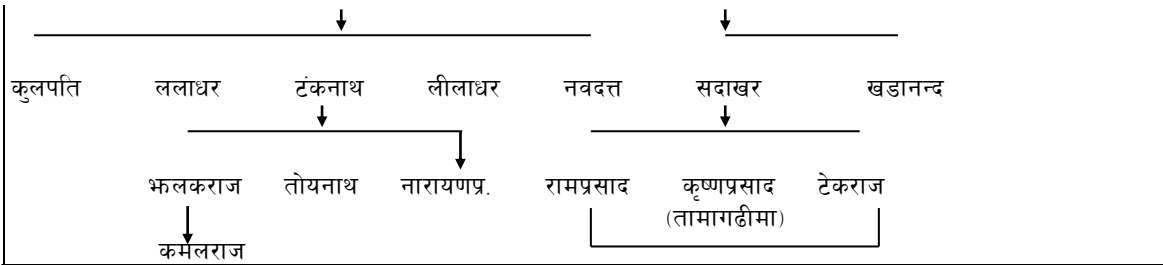 कुलपति ललाधर टंकनाथ लीलाधर नवदत्त सदाखर खडानन्द
झलकराज तोयनाथ नारायणप्र. रामप्रसाद कृष्णप्रसाद टेकराज
(तामागढीमा)
कमलराज